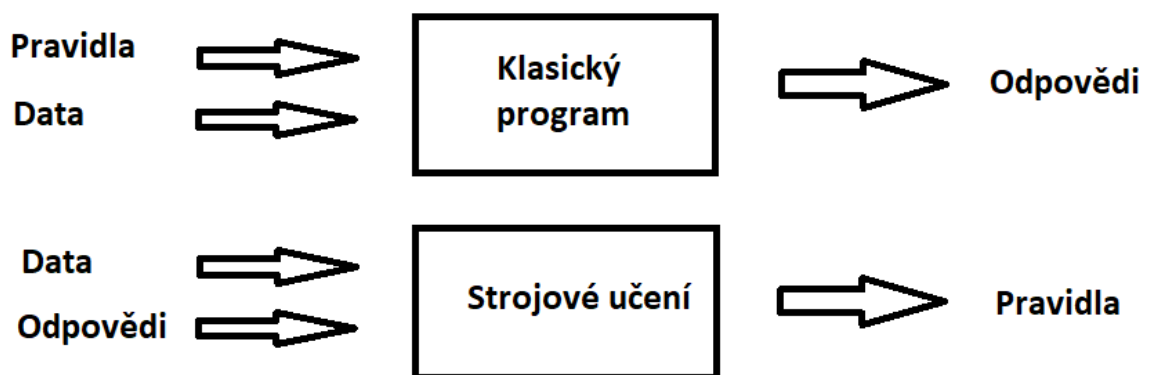 Pravidla
Data
Klasický
program
Odpovědi
Data
Odpovědi
Strojové učení
Pravidla